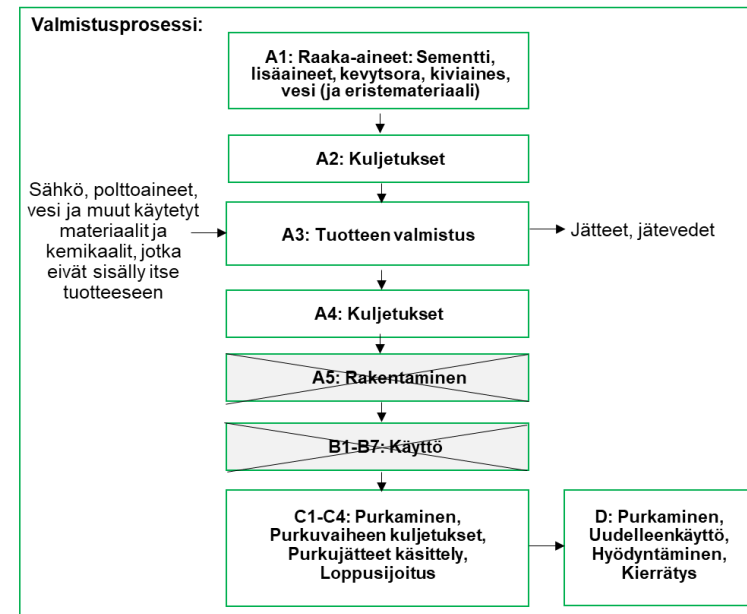 Valmistusprosessi:
A1: Raaka-aineet: Sementti,
lisäaineet, kevytsora, kiviaines,
vesi (ja eristemateriaali)
A2: Kuljetukset
Sähkö, polttoaineet,
vesi ja muut käytetyt
materiaalit ja
kemikaalit, jotka
eivät sisälly itse
tuotteeseen
A3: Tuotteen valmistus
Jätteet, jätevedet
A4: Kuljetukset
A5: Rakentaminen
B1-B7: Käyttö
C1-C4: Purkaminen,
Purkuvaiheen kuljetukset,
Purkujätteet käsittely,
Loppusijoitus
D: Purkaminen,
Uudelleenkäyttö,
Hyödyntäminen,
Kierrätys